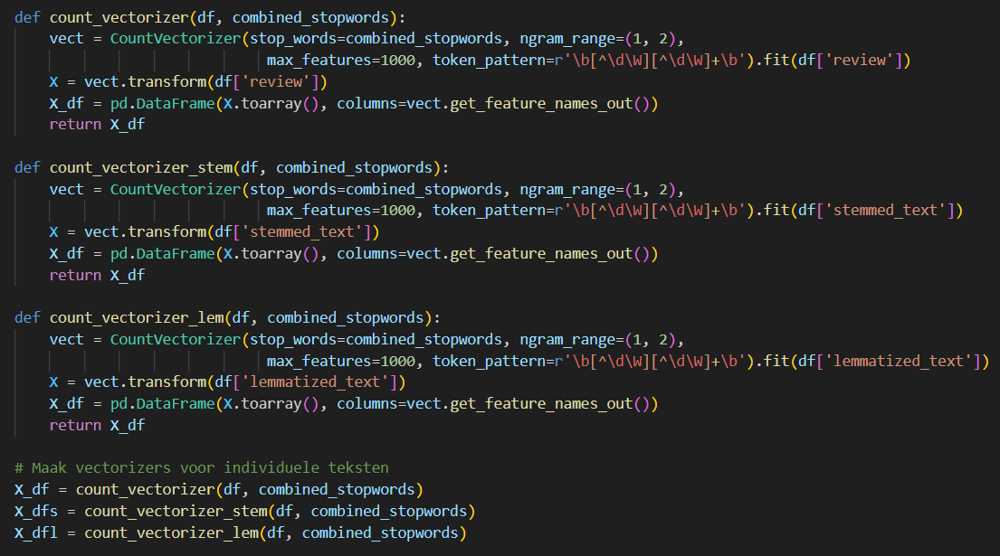 def count_vectorizer(df, combined_stopwords):
    vect = CountVectorizer(stop_words=combined_stopwords, ngram_range=(1, 2),
                             max_features=1000, token_pattern=r'\b[^\d\W][^\d\W]+\b').fit(df['review'])
    X = vect.transform(df['review'])
    X_df = pd.DataFrame(X.toarray(), columns=vect.get_feature_names_out())
    return X_df

def count_vectorizer_stem(df, combined_stopwords):
    vect = CountVectorizer(stop_words=combined_stopwords, ngram_range=(1, 2),
                             max_features=1000, token_pattern=r'\b[^\d\W][^\d\W]+\b').fit(df['stemmed_text'])
    X = vect.transform(df['stemmed_text'])
    X_df = pd.DataFrame(X.toarray(), columns=vect.get_feature_names_out())
    return X_df

def count_vectorizer_lem(df, combined_stopwords):
    vect = CountVectorizer(stop_words=combined_stopwords, ngram_range=(1, 2),
                             max_features=1000, token_pattern=r'\b[^\d\W][^\d\W]+\b').fit(df['lemmatized_text'])
    X = vect.transform(df['lemmatized_text'])
    X_df = pd.DataFrame(X.toarray(), columns=vect.get_feature_names_out())
    return X_df

# Maak vectorizers voor individuele teksten
X_df = count_vectorizer(df, combined_stopwords)
X_dfs = count_vectorizer_stem(df, combined_stopwords)
X_dfl = count_vectorizer_lem(df, combined_stopwords)